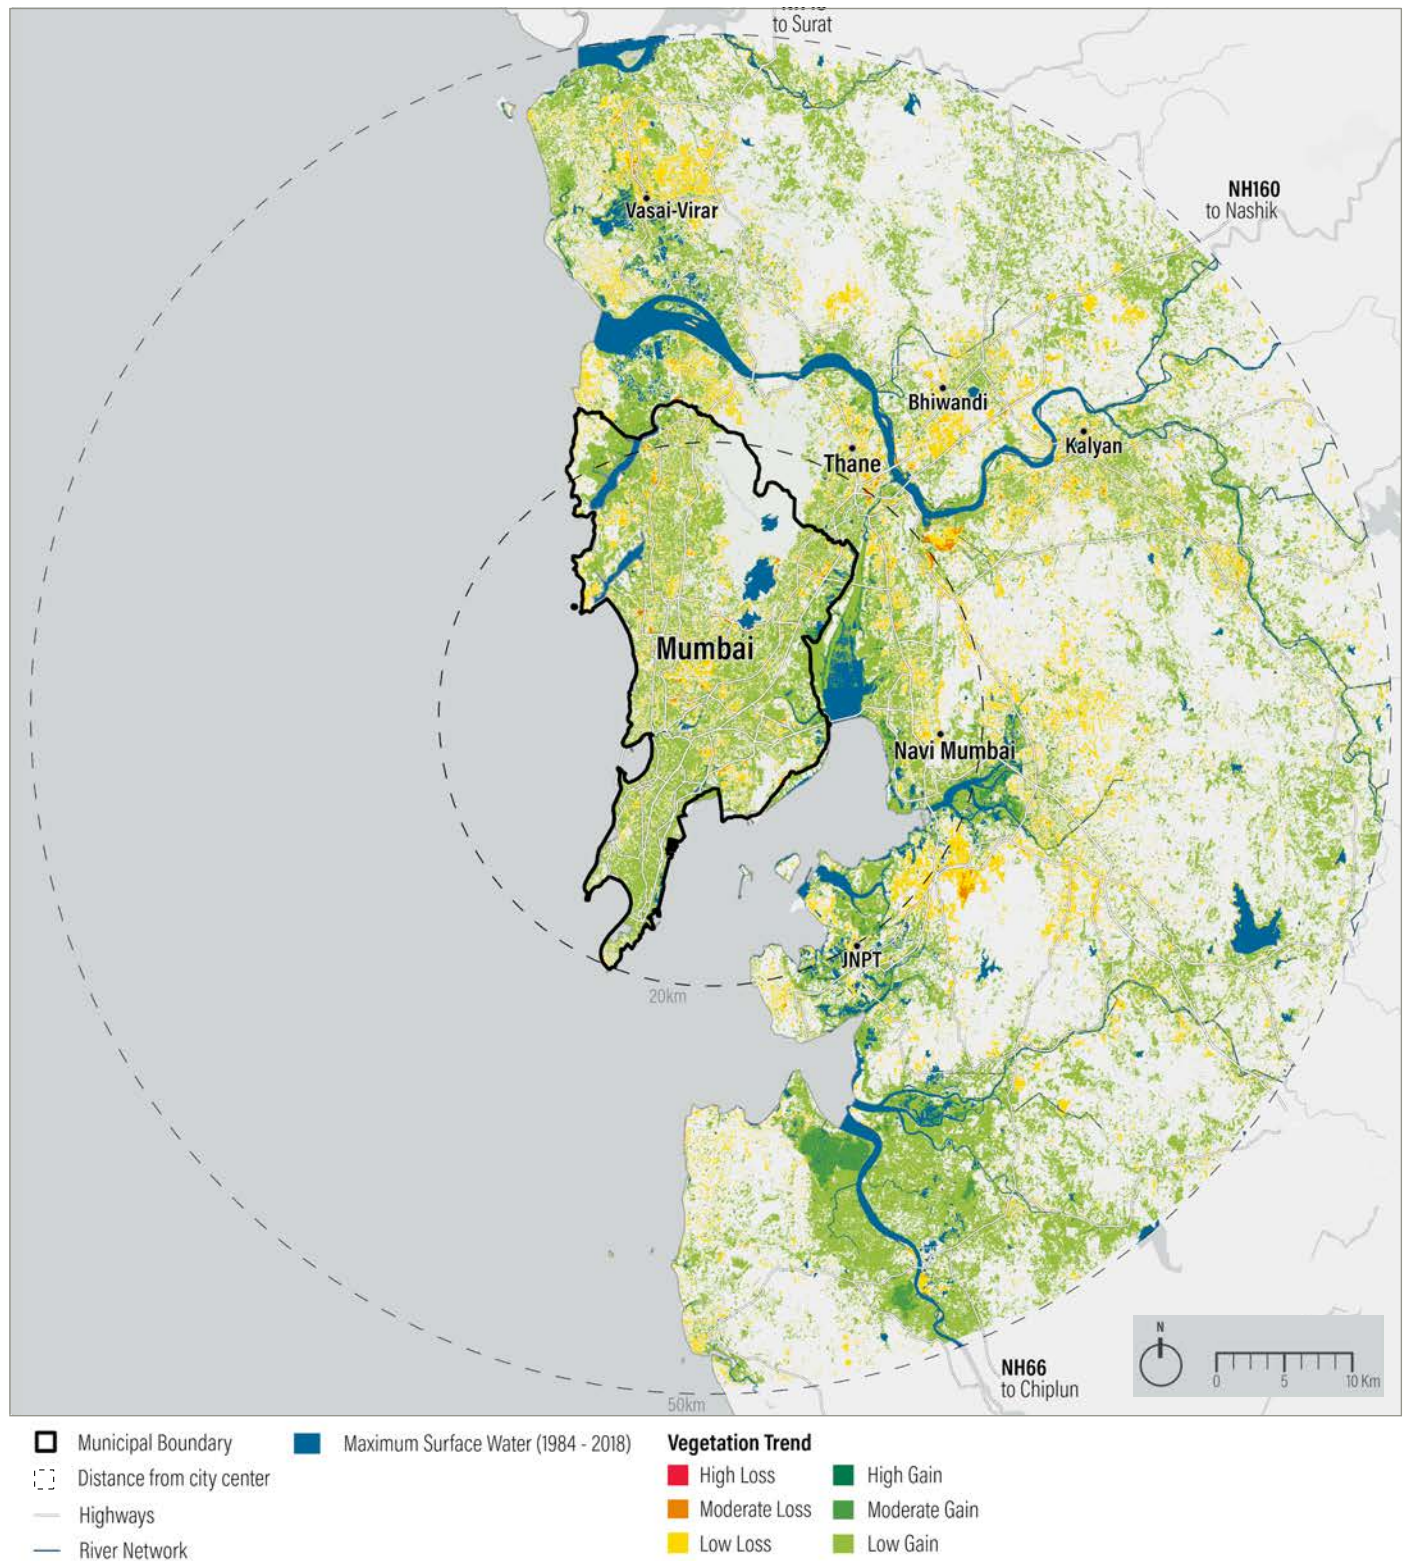 to Surat
NH160
to Nashik
Vasai-Virar
Bhiwandi
Kalyan
Thane
Mumbai
Navi Mumbai
JNPT
20km
N
0 5 10 Km
NH66
to Chiplun
50km
Municipal Boundary
Distance from city center
Highways
River Network
Maximum Surface Water (1984 - 2018)
Vegetation Trend
High Loss
Moderate Loss
Low Loss
High Gain
Moderate Gain
Low Gain